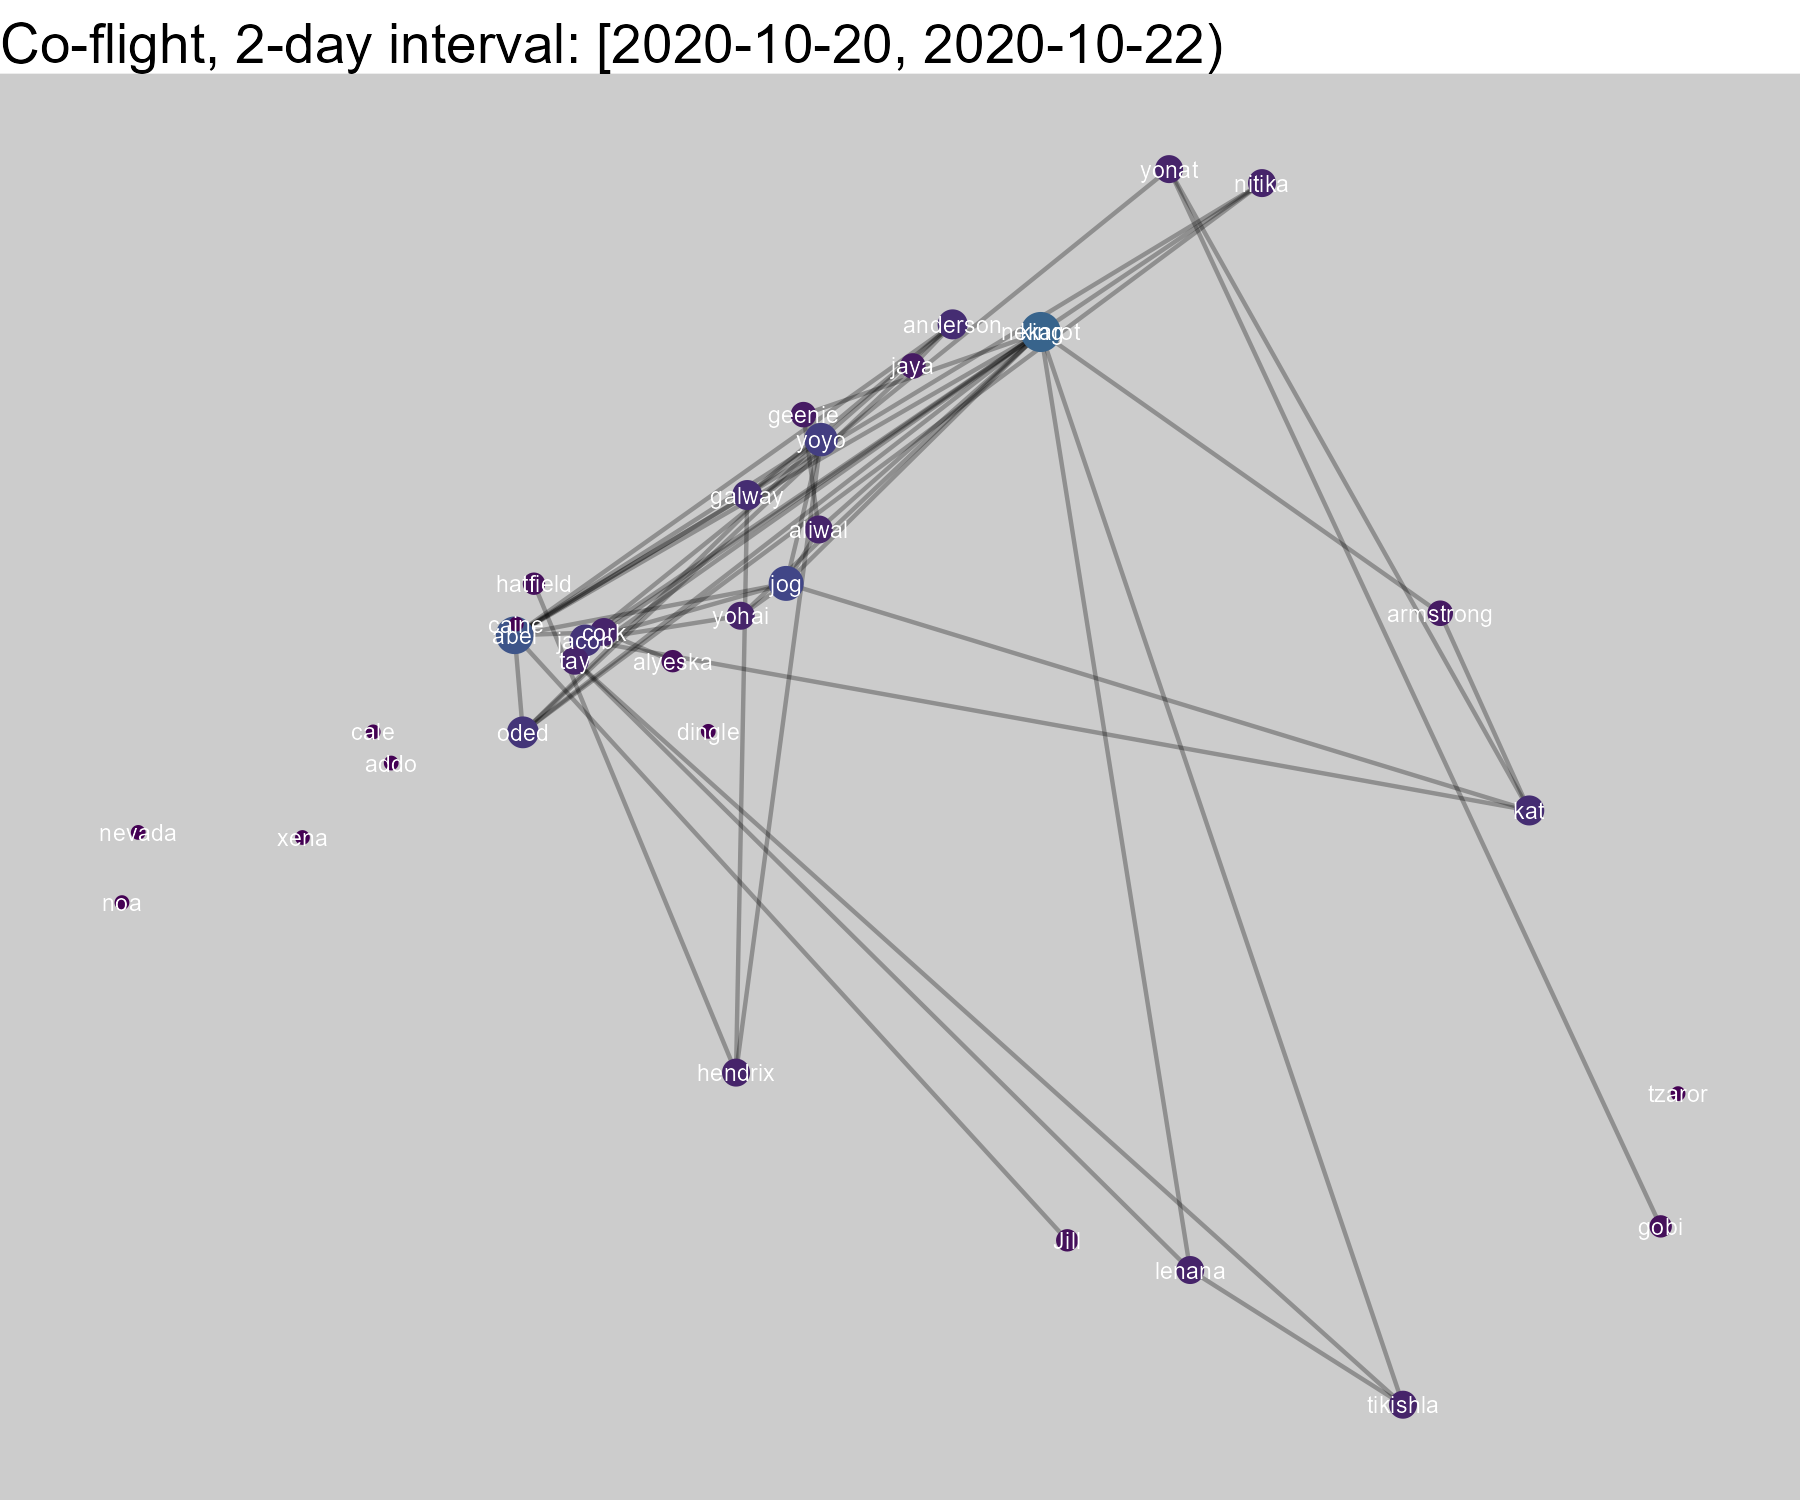 Co-flight, 2-day interval: [2020-10-20, 2020-10-22)
yonat
nitika
anderson
jaya
geenie
yoyo
galway
aliwal
hatfield
jog
armstrong
yohai
caine
abel
cork
jacob
tay
alyeska
cale
oded
dingle
addo
kat
nevada
xena
noa
hendrix
tzaror
gobi
Jill
lenana
tikishla